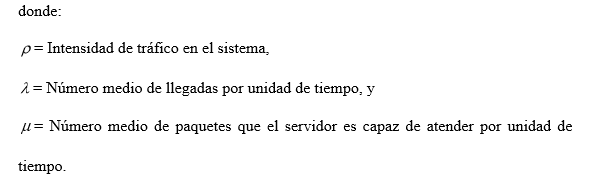 donde:
ρ = Intensidad de tráfico en el sistema,
λ = Número medio de llegadas por unidad de tiempo, y
μ = Número medio de paquetes que el servidor es capaz de atender por unidad de
tiempo.